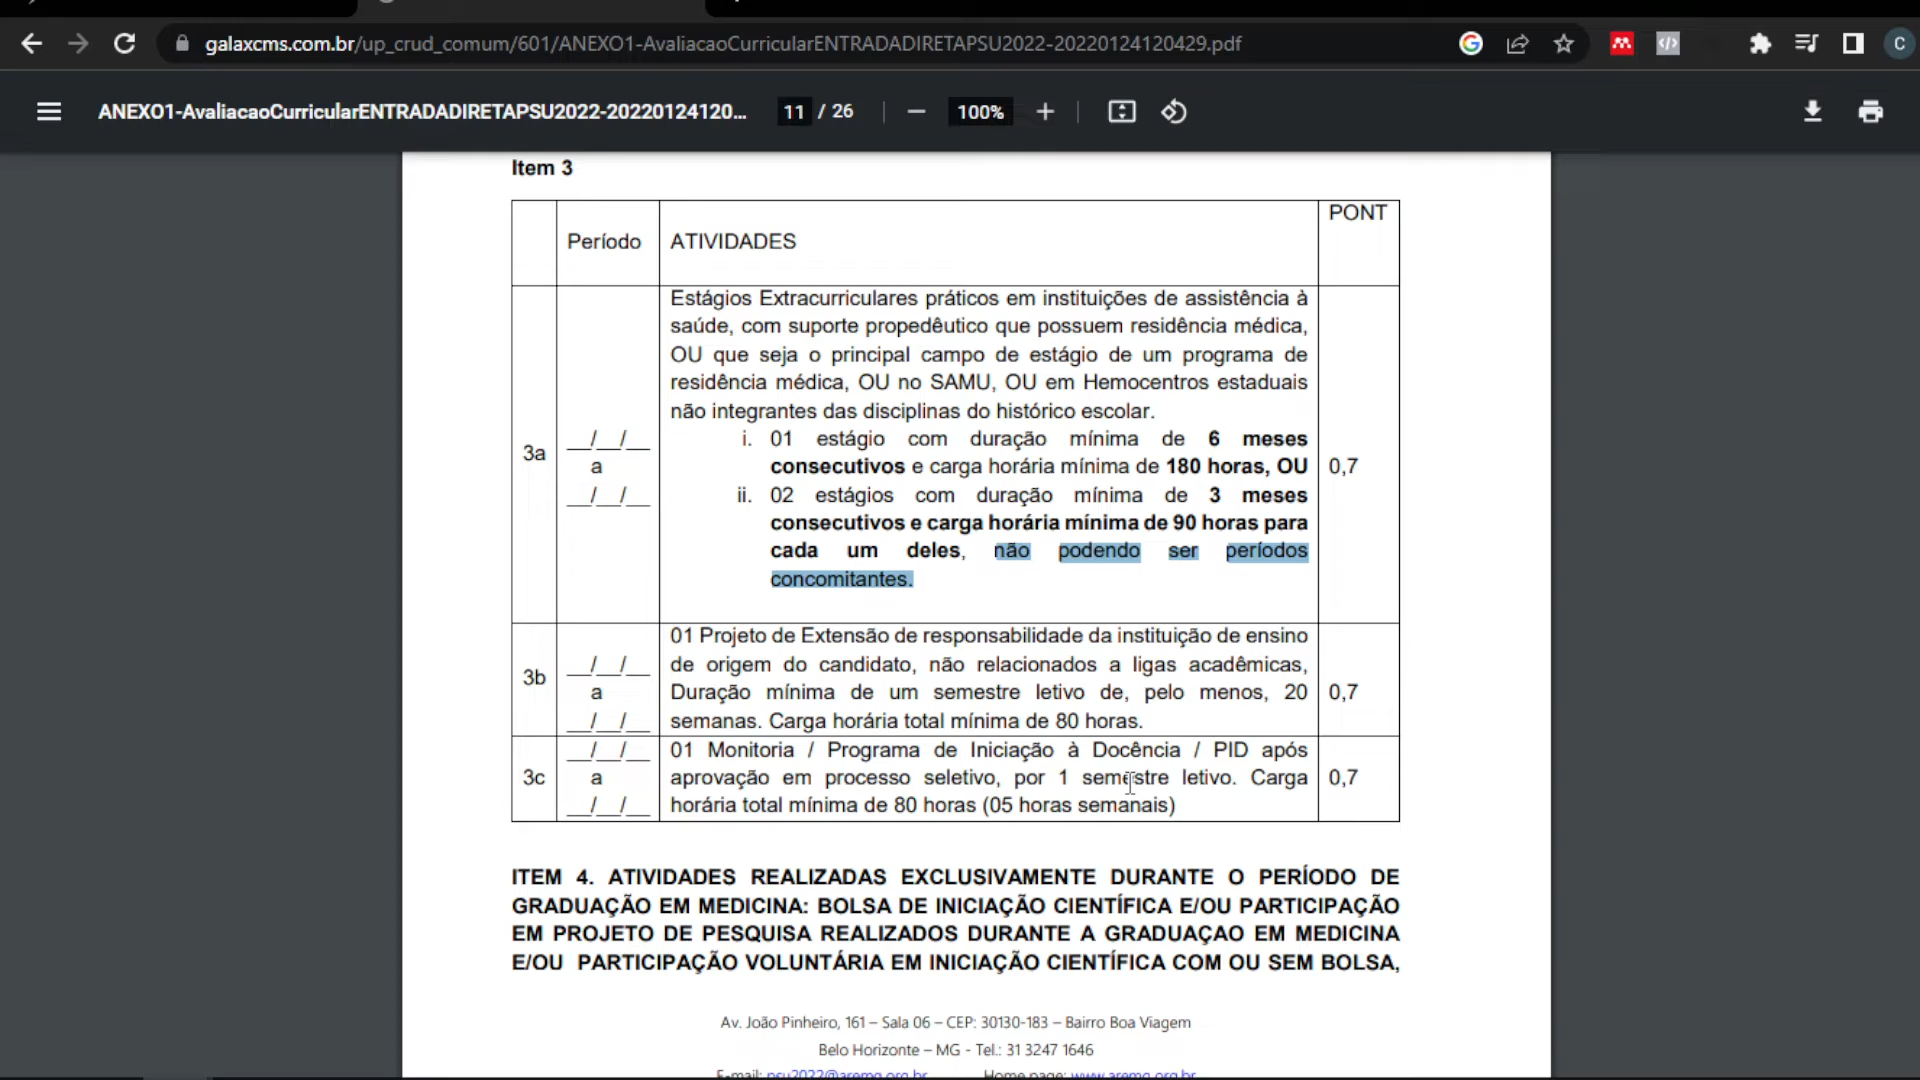 galaxcms.com.br/up_crud_comum/601/ANEXO1-AvaliacaoCurricularENTRADADIRETAPSU2022-20220124120429.pdf
C
ANEXO1-AvaliacaoCurricularENTRADADIRETAPSU2022-20220124120... 11 / 26 100%
Item 3
PONT
Período ATIVIDADES
Estágios Extracurriculares práticos em instituições de assistência à
saúde, com suporte propedêutico que possuem residência médica,
OU que seja o principal campo de estágio de um programa de
residência médica, OU no SAMU, OU em Hemocentros estaduais
não integrantes das disciplinas do histórico escolar.
3a
__/__/__
a
__/__/__
i. 01 estágio com duração mínima de 6 meses
consecutivos e carga horária mínima de 180 horas, OU
ii. 02 estágios com duração mínima de 3 meses
consecutivos e carga horária mínima de 90 horas para
cada um deles, não podendo ser períodos
concomitantes.
0,7
3b
__/__/__
a
__/__/__
01 Projeto de Extensão de responsabilidade da instituição de ensino
de origem do candidato, não relacionados a ligas acadêmicas,
Duração mínima de um semestre letivo de, pelo menos, 20
semanas. Carga horária total mínima de 80 horas.
0,7
3c
__/__/__
a
__/__/__
01 Monitoria / Programa de Iniciação à Docência / PID após
aprovação em processo seletivo, por 1 semestre letivo. Carga
horária total mínima de 80 horas (05 horas semanais)
0,7
ITEM 4. ATIVIDADES REALIZADAS EXCLUSIVAMENTE DURANTE O PERÍODO DE
GRADUAÇÃO EM MEDICINA: BOLSA DE INICIAÇÃO CIENTÍFICA E/OU PARTICIPAÇÃO
EM PROJETO DE PESQUISA REALIZADOS DURANTE A GRADUAÇAO EM MEDICINA
E/OU PARTICIPAÇÃO VOLUNTÁRIA EM INICIAÇÃO CIENTÍFICA COM OU SEM BOLSA,
Av. João Pinheiro, 161 – Sala 06 – CEP: 30130-183 – Bairro Boa Viagem
Belo Horizonte – MG - Tel.: 31 3247 1646
E-mail: psu2022@aremg.org.br Home page: www.aremg.org.br